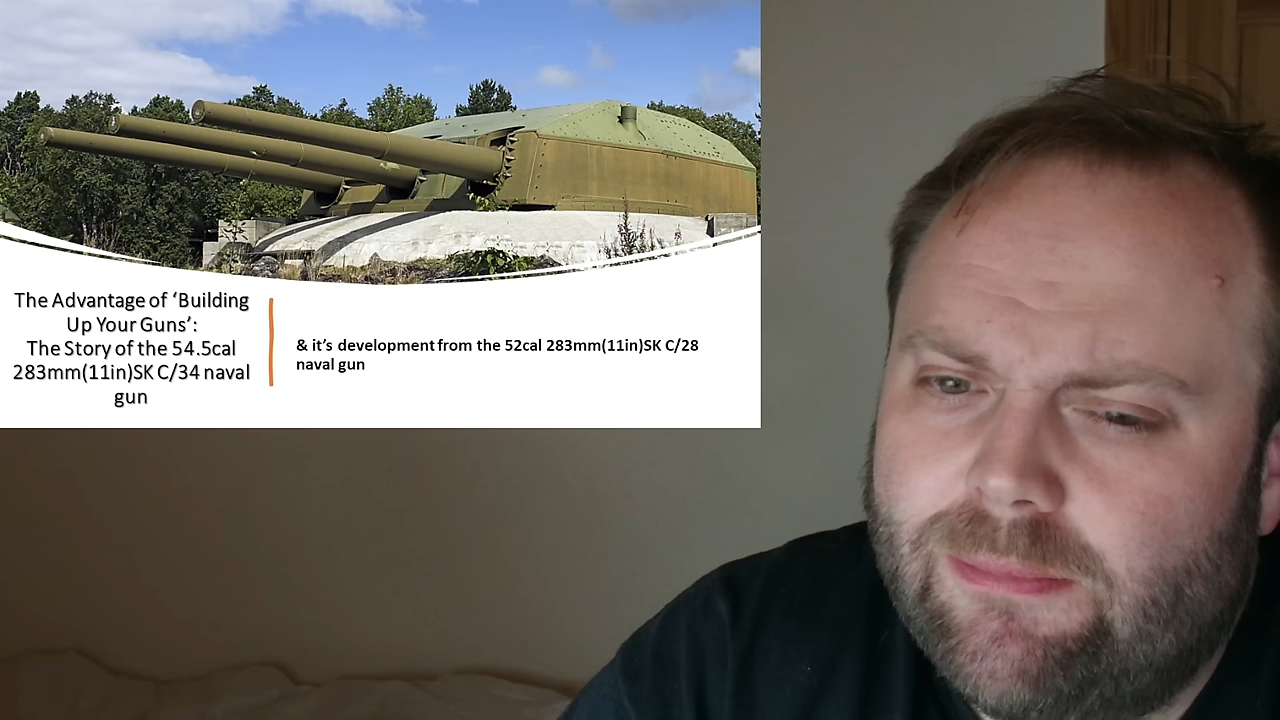 The Advantage of ‘Building
Up Your Guns’:
The Story of the 54.5cal
283mm(11in)SK C/34 naval
gun
& it’s development from the 52cal 283mm(11in)SK C/28
naval gun